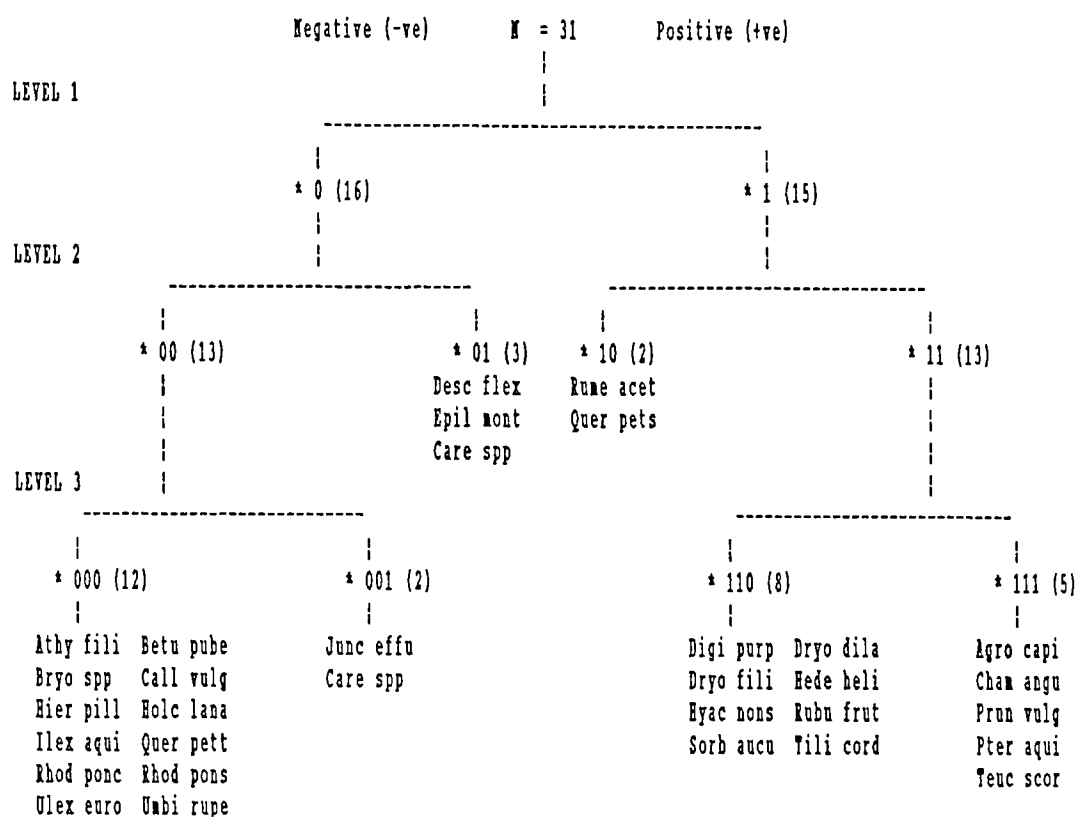 Negative (-ve) N = 31 Positive (+ve)
LEVEL 1
* 0 (16) * 1 (15)
LEVEL 2
* 00 (13) * 01 (3) * 10 (2) * 11 (13)
Desc flex Rume acet
Epil mont Quer pets
Care spp
LEVEL 3
* 000 (12) * 001 (2) * 110 (8) * 111 (5)
Athy fili Betu pube Junc effu Digi purp Dryo dila Agro capi
Bryo spp Call vulg Care spp Dryo fili Hede heli Cham angu
Hier pill Holc lana Hyac nons Rubu frut Prun vulg
Ilex aqui Quer pett Sorb aucu Tili cord Pter aqui
Rhod ponc Rhod pons Teuc scor
Ulex euro Umbi rupe